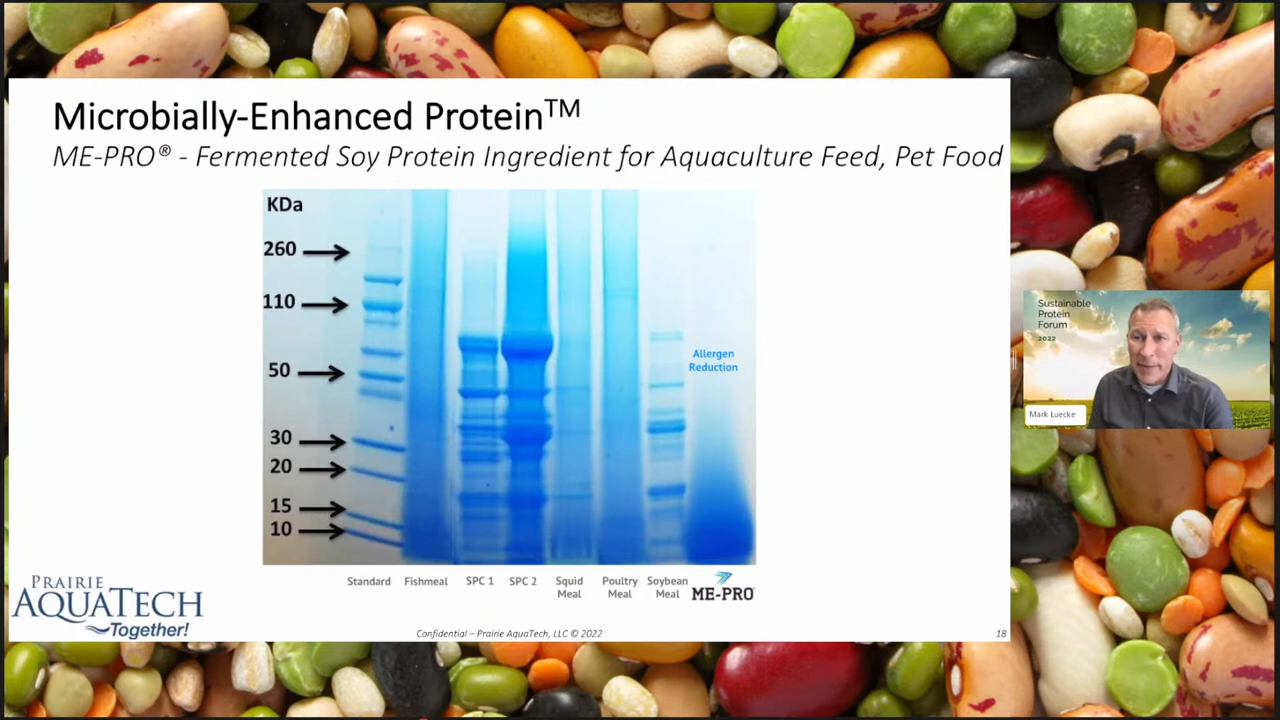 Microbially-Enhanced Protein™
ME-PRO® - Fermented Soy Protein Ingredient for Aquaculture Feed, Pet Food
KDa
260
110
50
30
20
15
10
Allergen
Reduction
Standard
Fishmeal
SPC 1
SPC 2
Squid
Meal
Poultry
Meal
Soybean
Meal
ME-PRO
PRAIRIE
AQUATECH
Together!
Confidential – Prairie AquaTech, LLC © 2022
18
Sustainable
Protein
Forum
2022
Mark Luecke